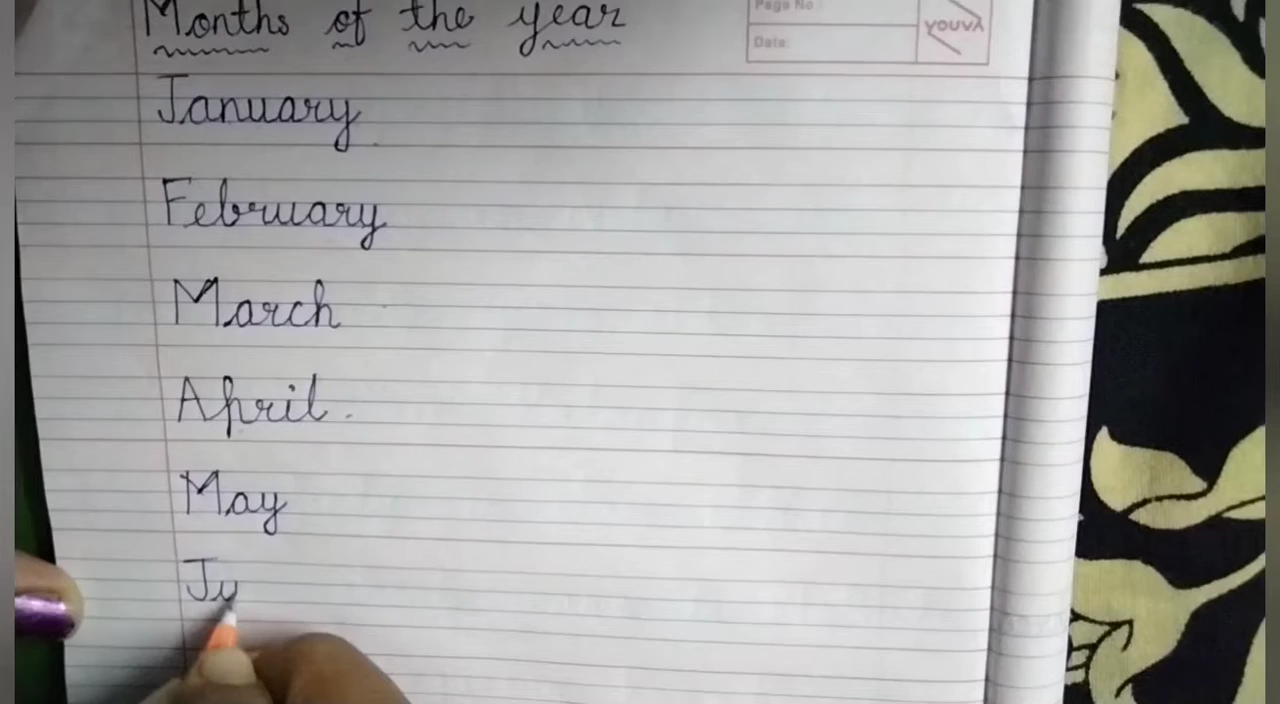 Months of the year
Page No
Date:
YOUVA
January
February
March
April.
May
Ju